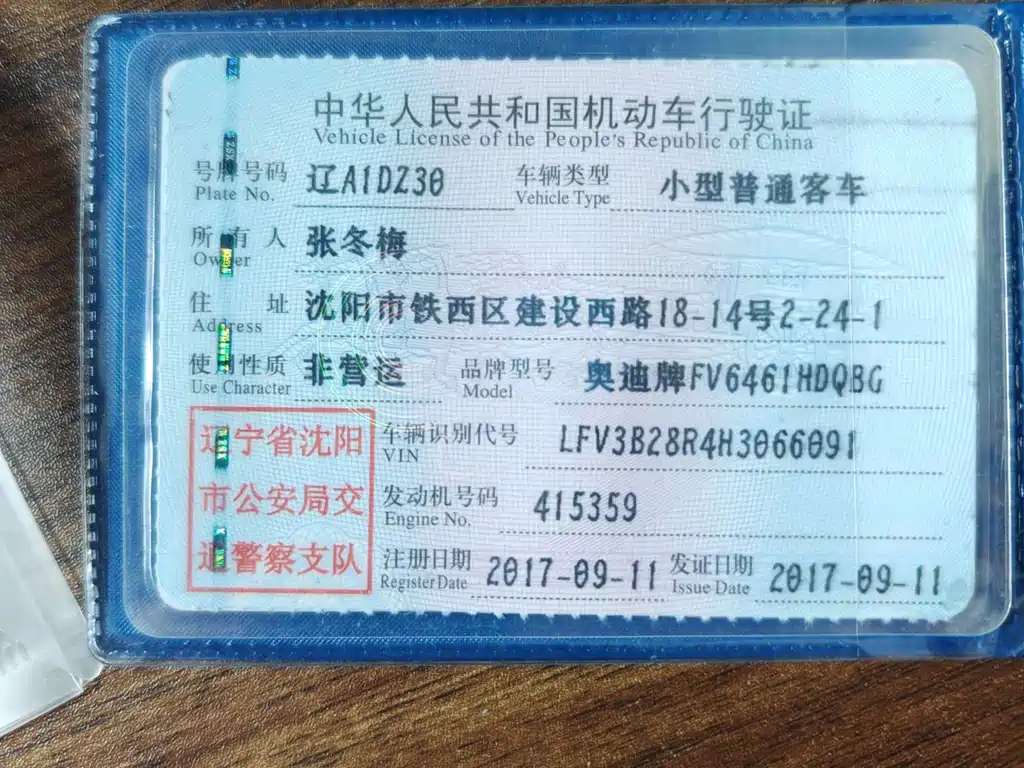 中华人民共和国机动车行驶证
Vehicle License of the People's Republic of China
号牌号码 辽A1DZ30 车辆类型 小型普通客车
Plate No. Vehicle Type
所有人 张冬梅
Owner
住址 沈阳市铁西区建设西路18-14号2-24-1
Address
使用性质 非营运 品牌型号 奥迪牌FV6461HDQBG
Use Character Model
辽宁省沈阳 车辆识别代号 LFV3B28R4H3066091
VIN
市公安局交 发动机号码 415359
Engine No.
通警察支队 注册日期 2017-09-11 发证日期 2017-09-11
Register Date Issue Date